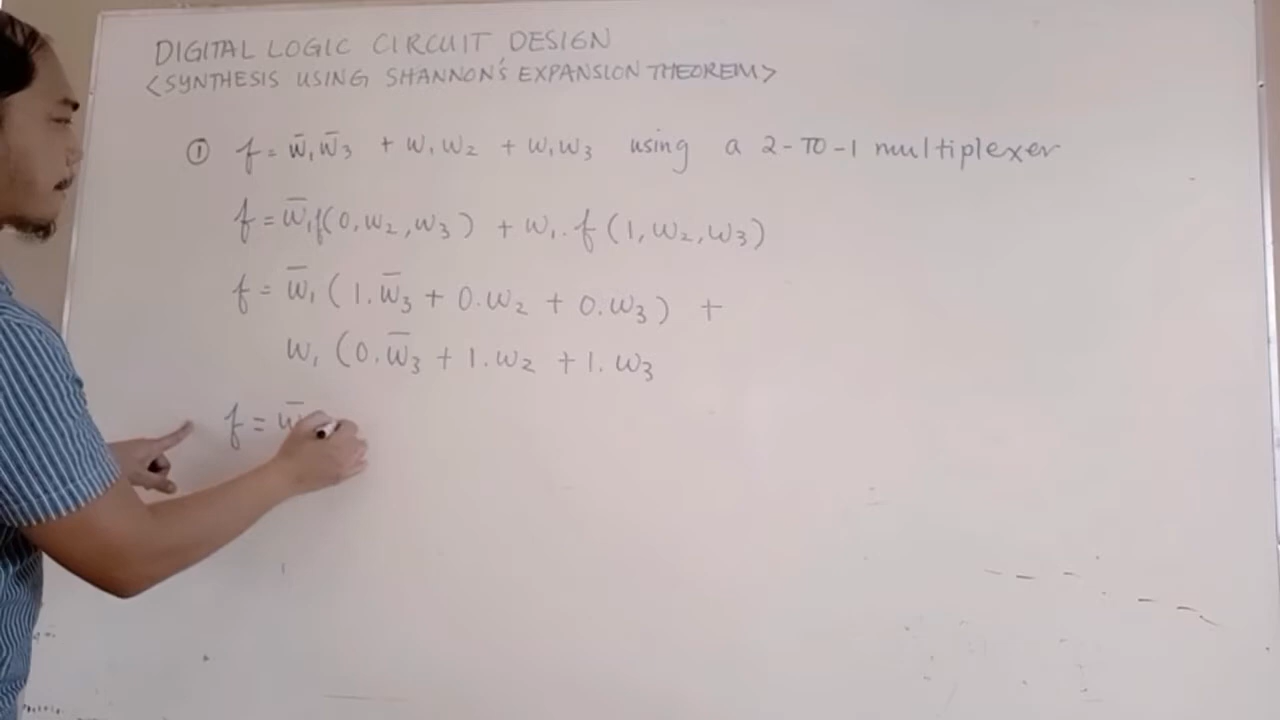 DIGITAL LOGIC CIRCUIT DESIGN
<SYNTHESIS USING SHANNON'S EXPANSION THEOREM>
① f = w̄₁w̄₃ + w₁w₂ + w₁w₃ using a 2-TO-1 multiplexer
f = w̄₁f(0,w₂,w₃) + w₁.f(1,w₂,w₃)
f = w̄₁(1.w̄₃ + 0.w₂ + 0.w₃) +
w₁(0.w̄₃ + 1.w₂ + 1.w₃
f = w̄